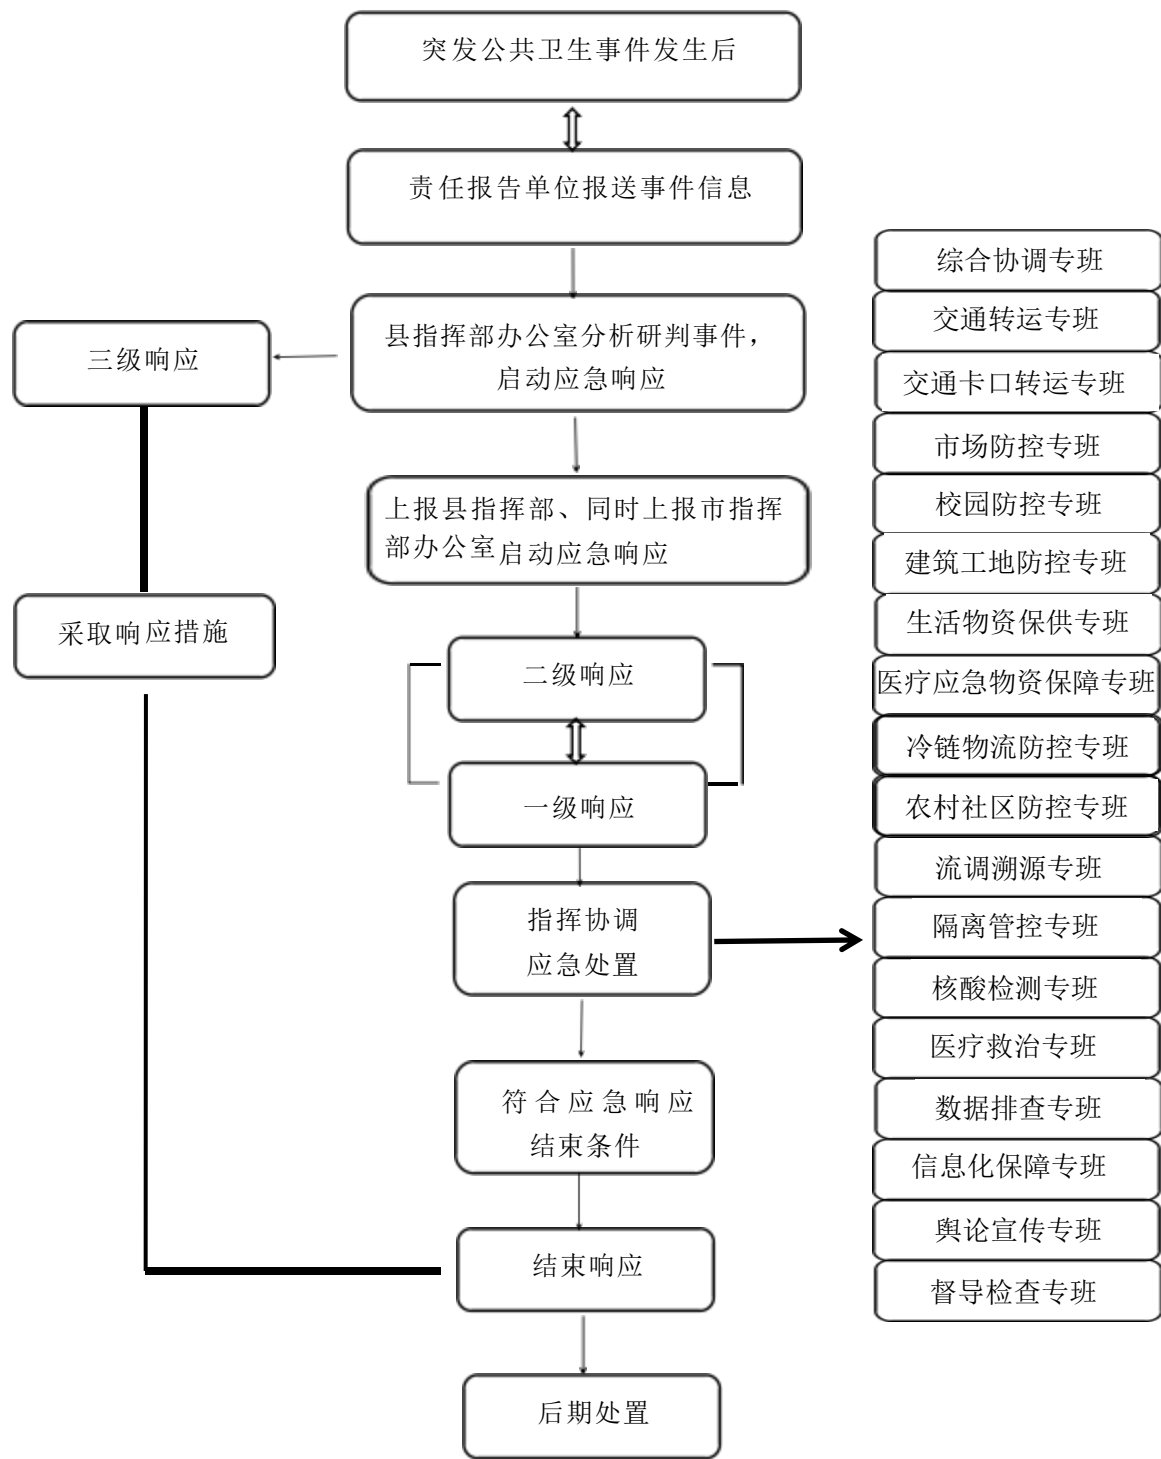 突发公共卫生事件发生后
责任报告单位报送事件信息
县指挥部办公室分析研判事件，
启动应急响应
三级响应
上报县指挥部、同时上报市指挥
部办公室启动应急响应
采取响应措施
二级响应
一级响应
指挥协调
应急处置
符合应急响应
结束条件
结束响应
后期处置
综合协调专班
交通转运专班
交通卡口转运专班
市场防控专班
校园防控专班
建筑工地防控专班
生活物资保供专班
医疗应急物资保障专班
冷链物流防控专班
农村社区防控专班
流调溯源专班
隔离管控专班
核酸检测专班
医疗救治专班
数据排查专班
信息化保障专班
舆论宣传专班
督导检查专班